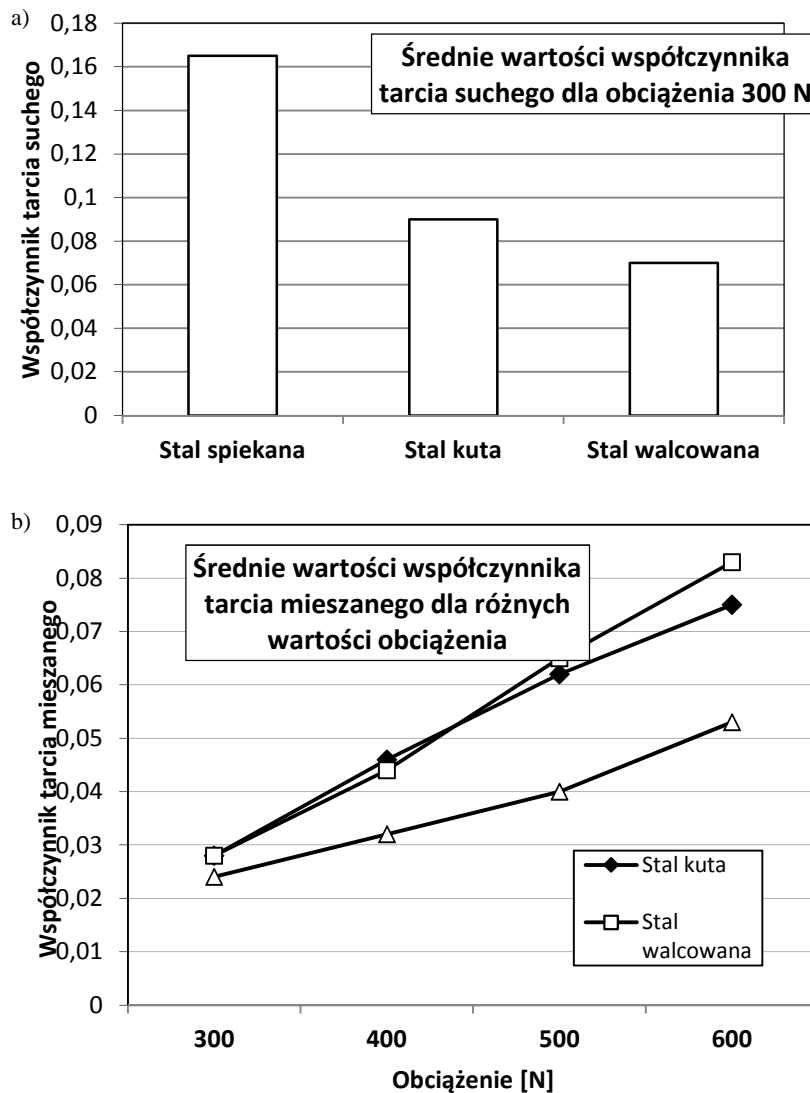 a)
Współczynnik tarcia suchego
0,18
0,16
0,14
0,12
0,1
0,08
0,06
0,04
0,02
0
Średnie wartości współczynnika
tarcia suchego dla obciążenia 300 N
Stal spiekana Stal kuta Stal walcowana
b)
Współczynnik tarcia mieszanego
0,09
0,08
0,07
0,06
0,05
0,04
0,03
0,02
0,01
0
Średnie wartości współczynnika
tarcia mieszanego dla różnych
wartości obciążenia
Stal kuta
Stal
walcowana
300 400 500 600
Obciążenie [N]